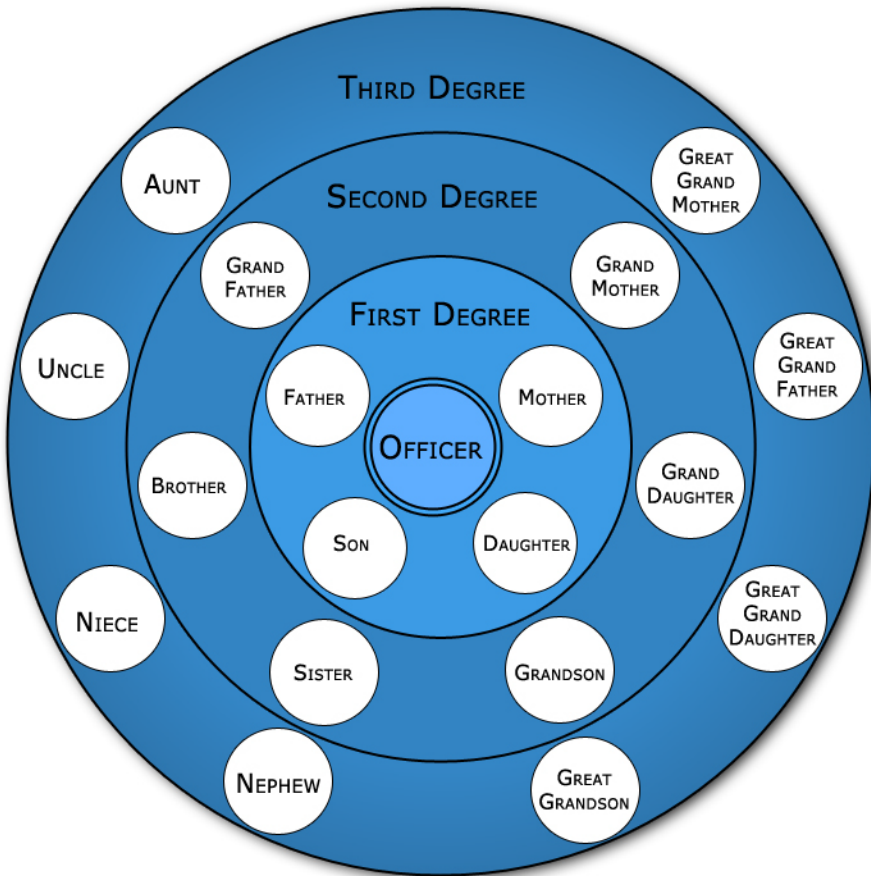 Third Degree
Aunt
Great
Grand
Mother
Second Degree
Grand
Father
Grand
Mother
First Degree
Uncle
Great
Grand
Father
Father
Mother
Officer
Brother
Grand
Daughter
Son
Daughter
Niece
Great
Grand
Daughter
Sister
Grandson
Nephew
Great
Grandson